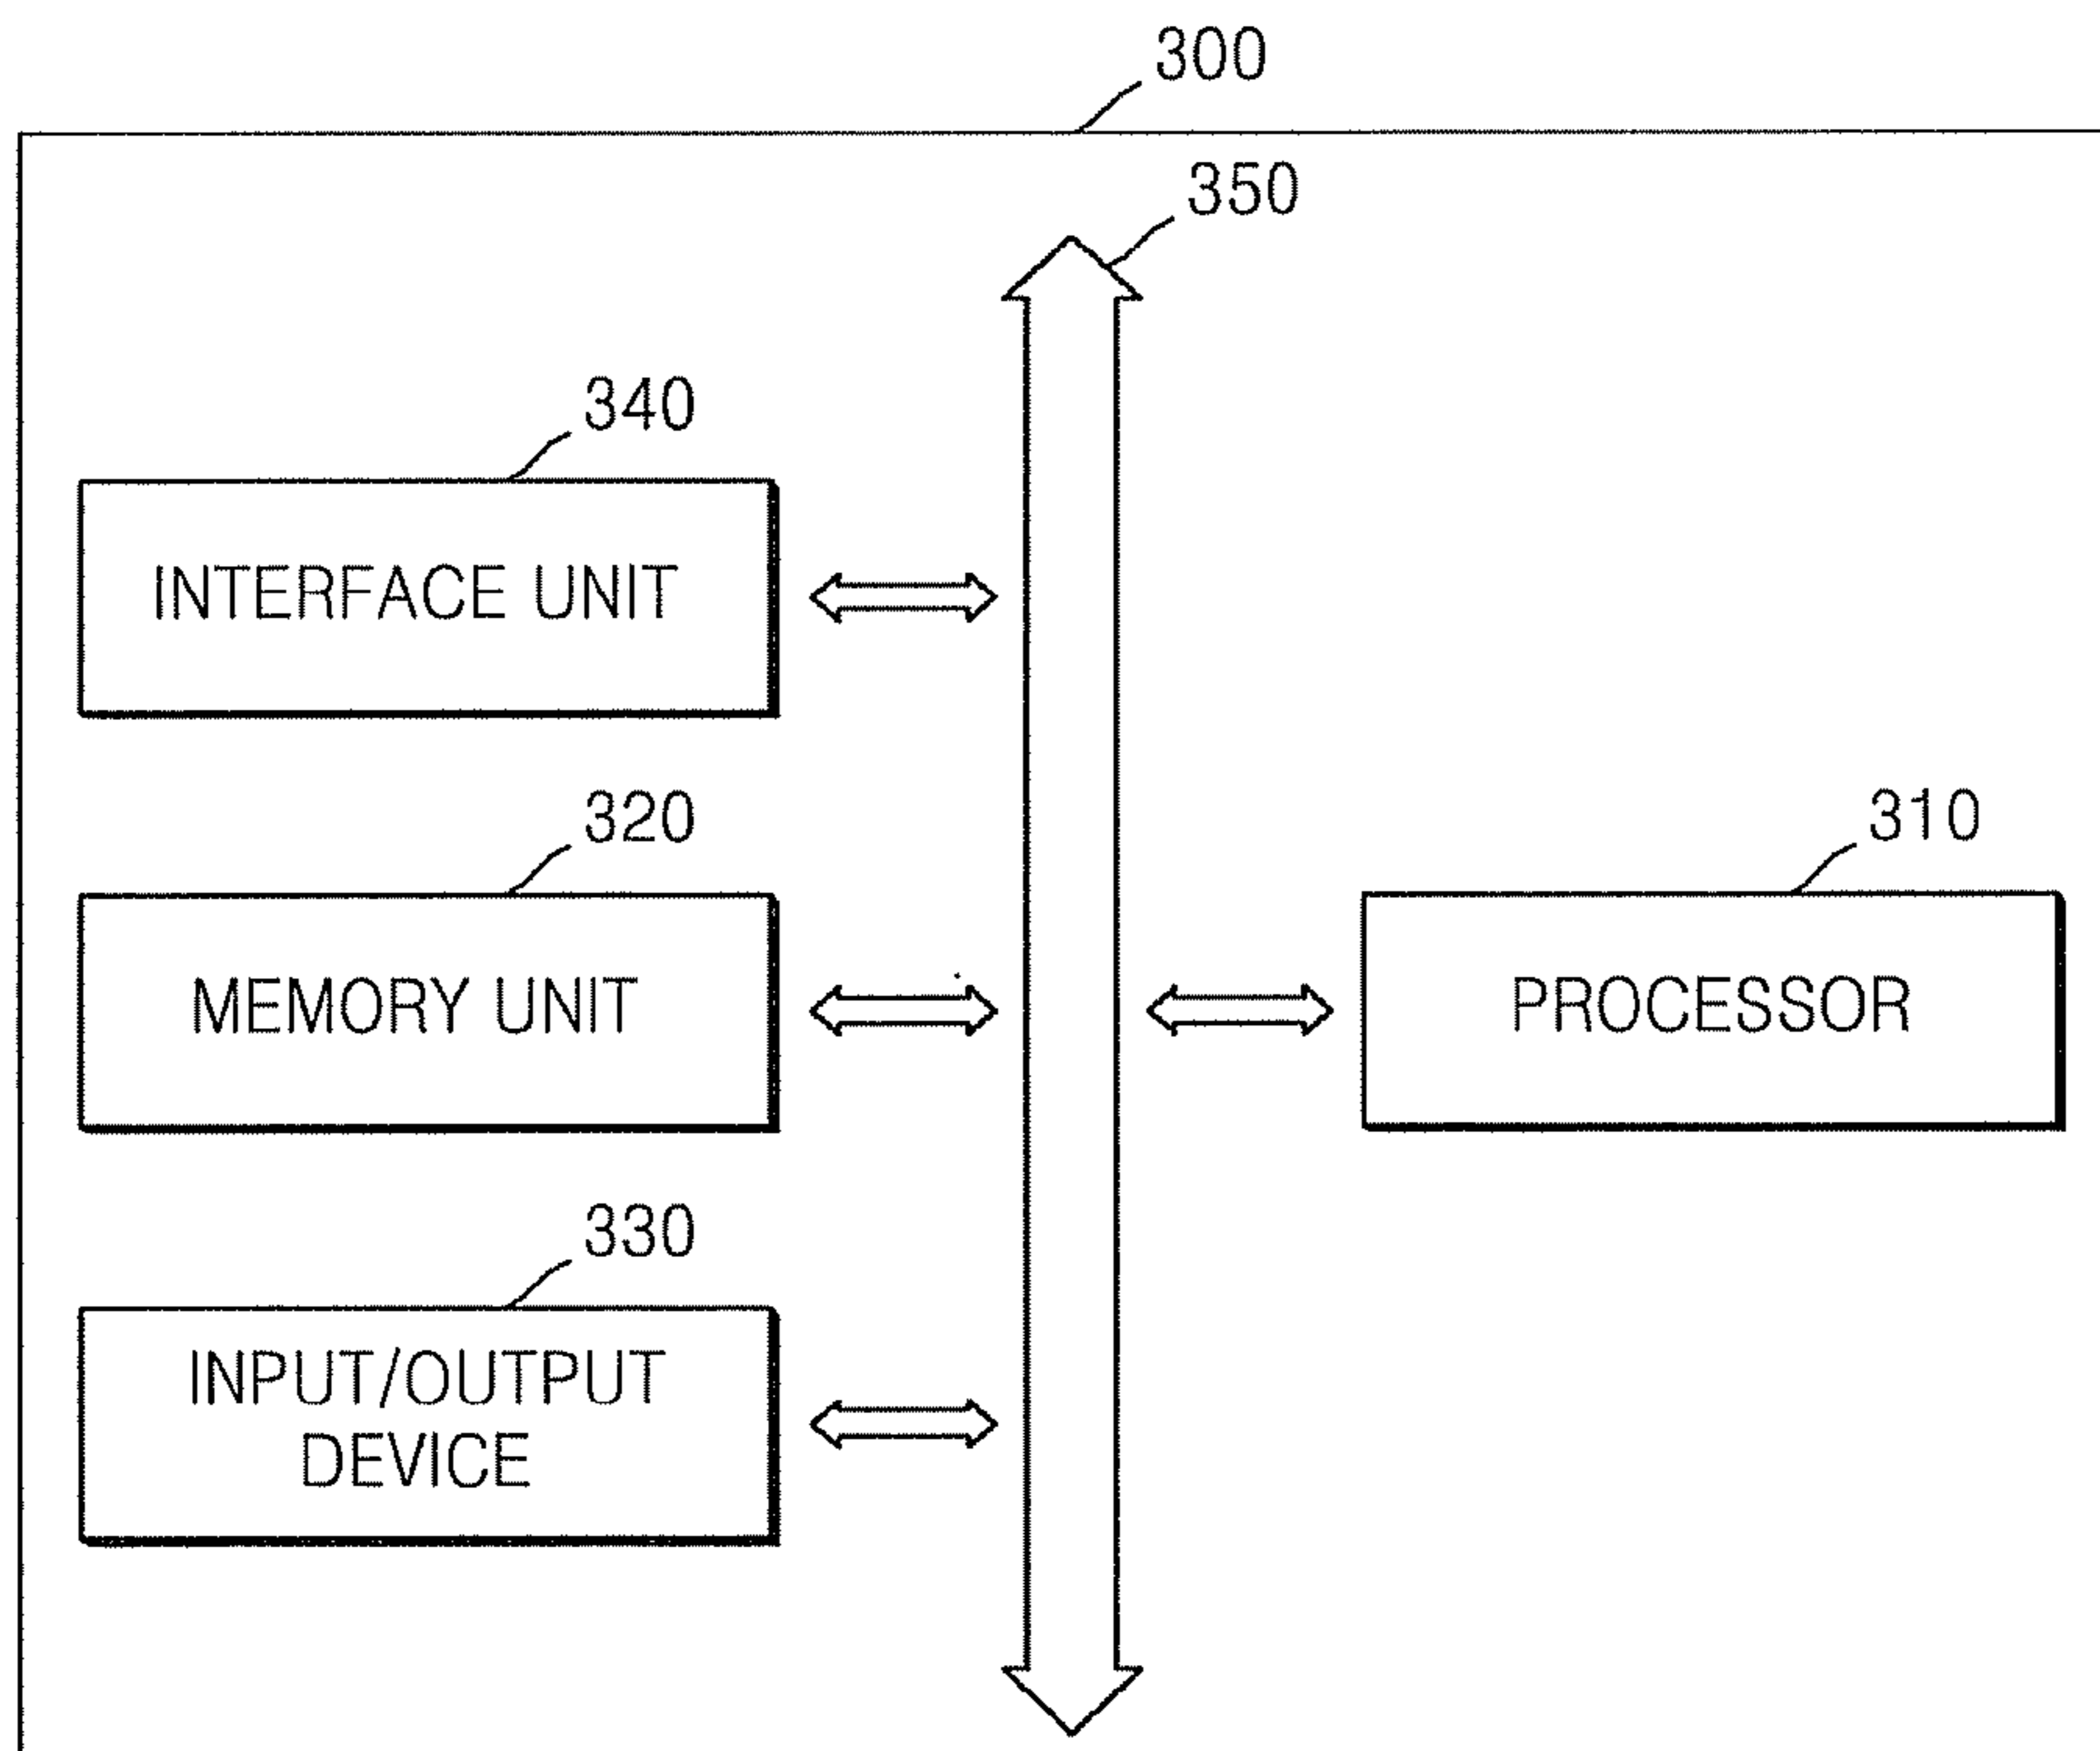 300
350
340
INTERFACE UNIT
320
MEMORY UNIT
310
PROCESSOR
330
INPUT/OUTPUT
DEVICE